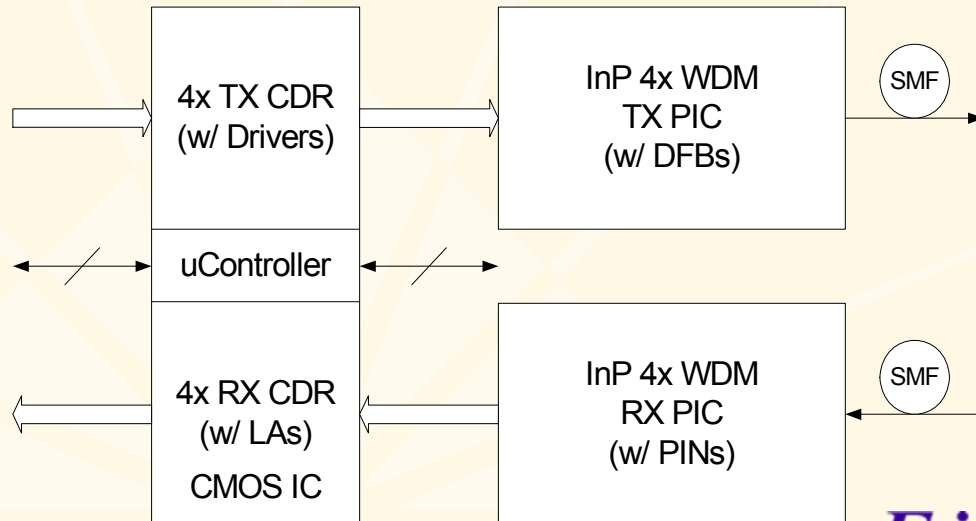 4x TX CDR
(w/ Drivers)
InP 4x WDM
TX PIC
(w/ DFBs)
SMF
uController
4x RX CDR
(w/ LAs)
CMOS IC
InP 4x WDM
RX PIC
(w/ PINs)
SMF